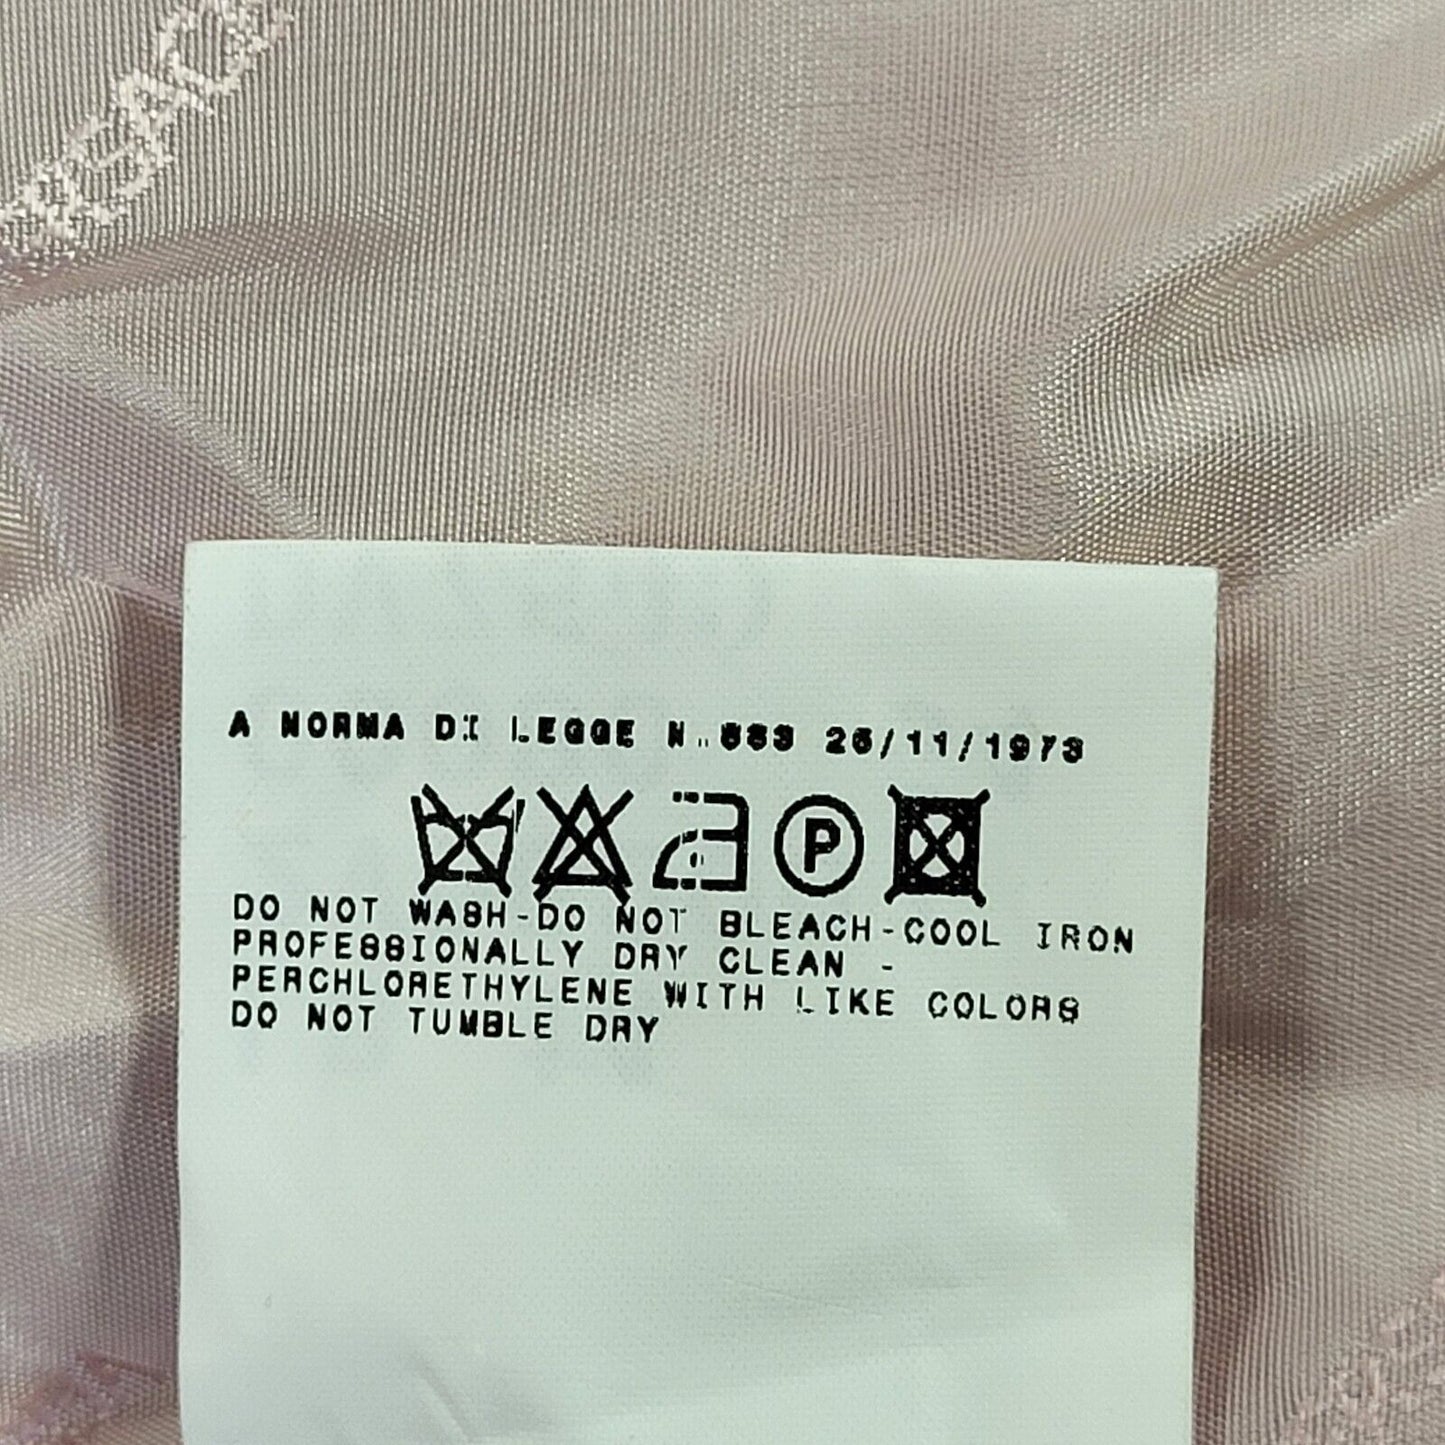 A NORMA DI LEGGE N.883 26/11/1973
P
DO NOT WASH-DO NOT BLEACH-COOL IRON
PROFESSIONALLY DRY CLEAN -
PERCHLORETHYLENE WITH LIKE COLORS
DO NOT TUMBLE DRY